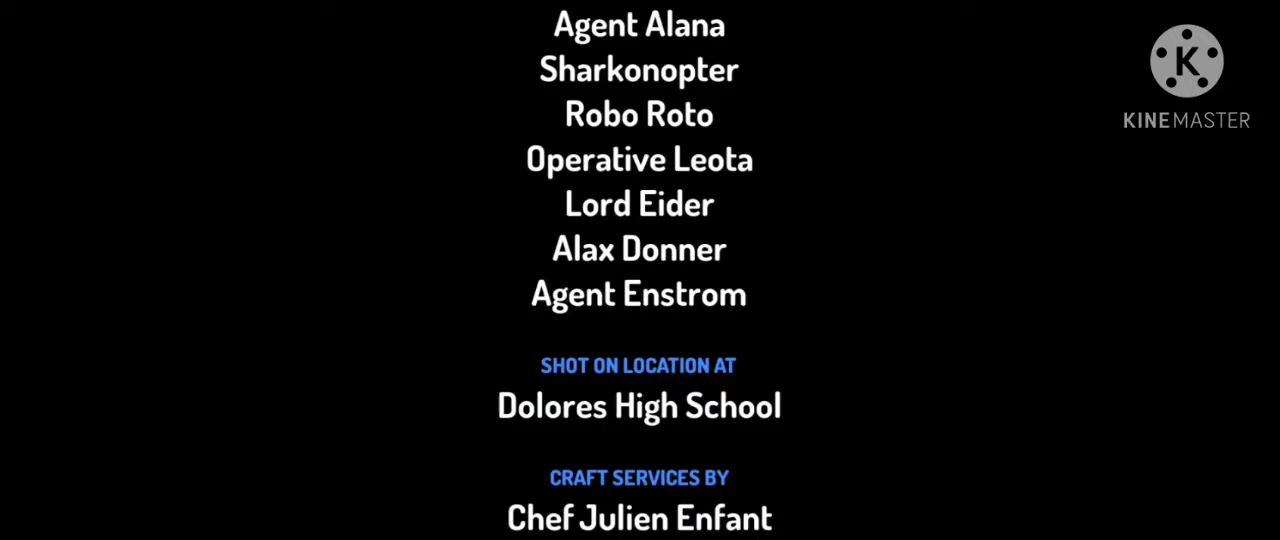 Agent Alana
Sharkonopter
Robo Roto
Operative Leota
Lord Eider
Alax Donner
Agent Enstrom
SHOT ON LOCATION AT
Dolores High School
CRAFT SERVICES BY
Chef Julien Enfant
K
KINEMASTER